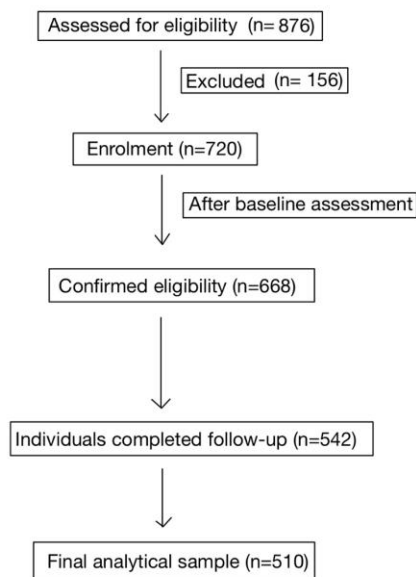 Assessed for eligibility (n= 876)
Excluded (n= 156)
Enrolment (n=720)
After baseline assessment
Confirmed eligibility (n=668)
Individuals completed follow-up (n=542)
Final analytical sample (n=510)